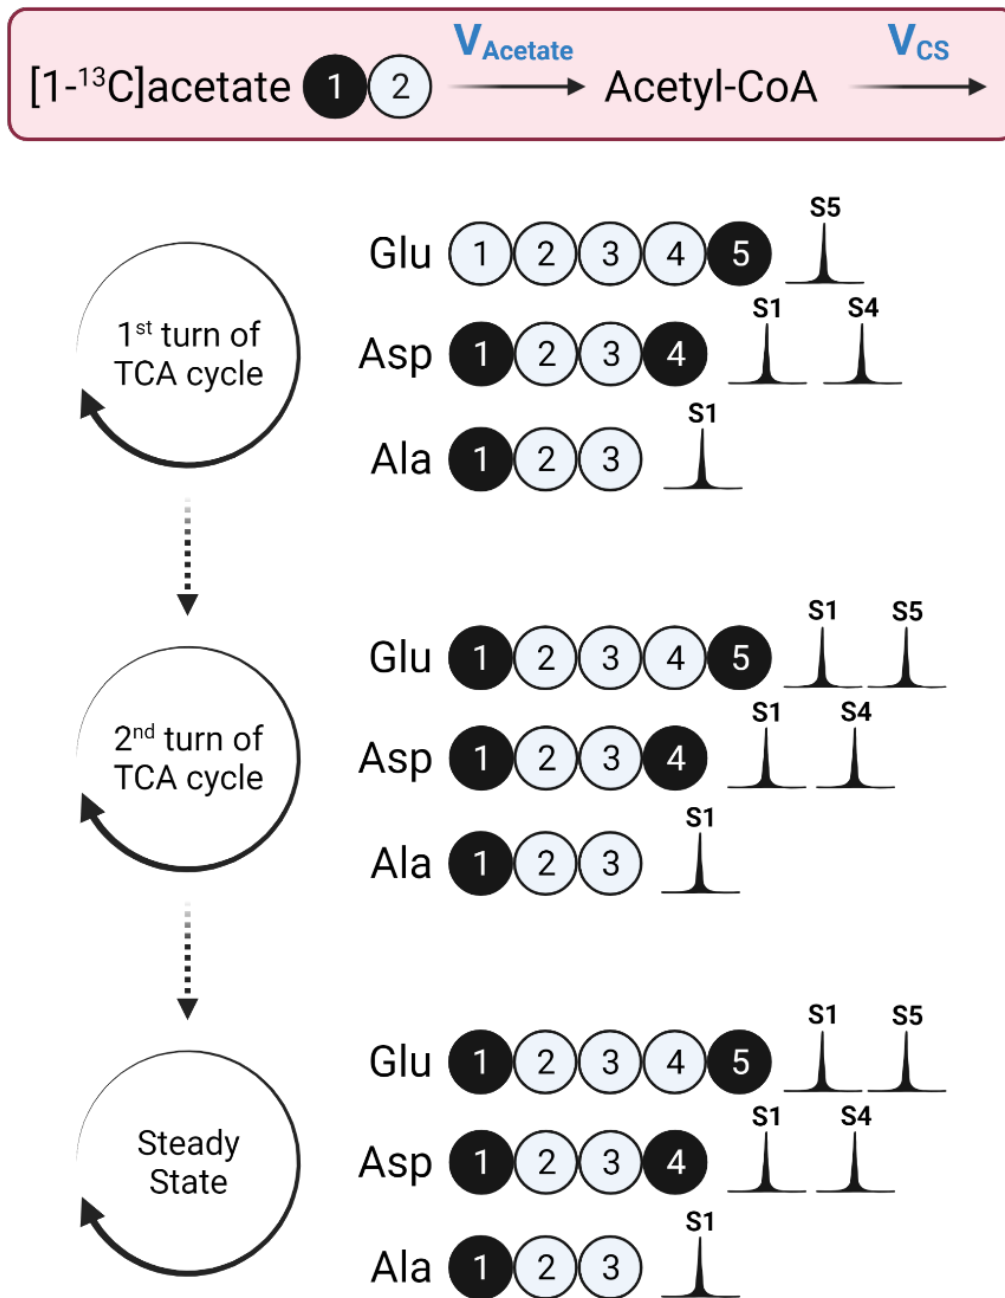 V_Acetate V_CS
[1-¹³C]acetate 1 2 Acetyl-CoA
S5
Glu 1 2 3 4 5
1ˢᵗ turn of
TCA cycle
S1 S4
Asp 1 2 3 4
S1
Ala 1 2 3
S1 S5
Glu 1 2 3 4 5
2ⁿᵈ turn of
TCA cycle
S1 S4
Asp 1 2 3 4
S1
Ala 1 2 3
S1 S5
Glu 1 2 3 4 5
Steady
State
S1 S4
Asp 1 2 3 4
S1
Ala 1 2 3